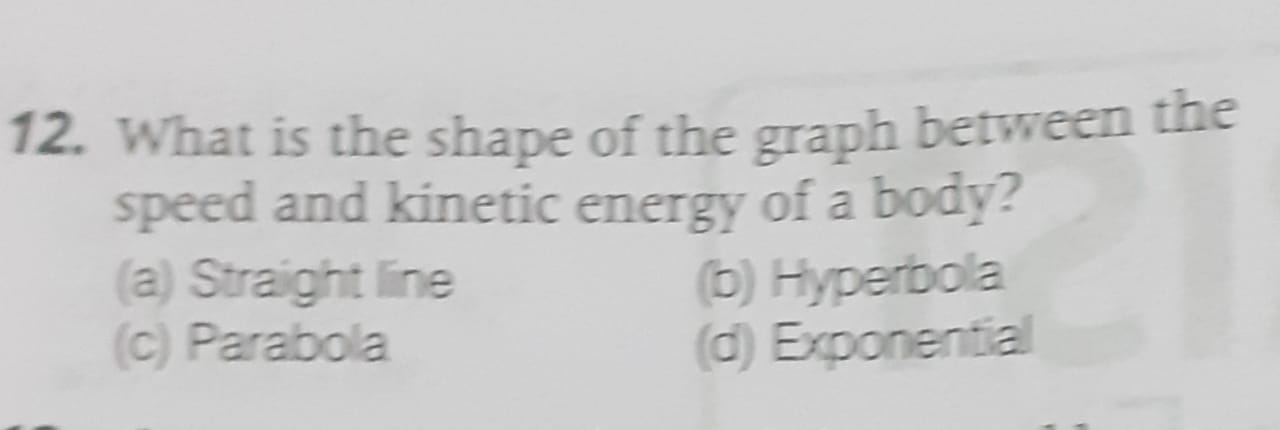 12. What is the shape of the graph between the
speed and kinetic energy of a body?
(a) Straight line (b) Hyperbola
(c) Parabola (d) Exponential